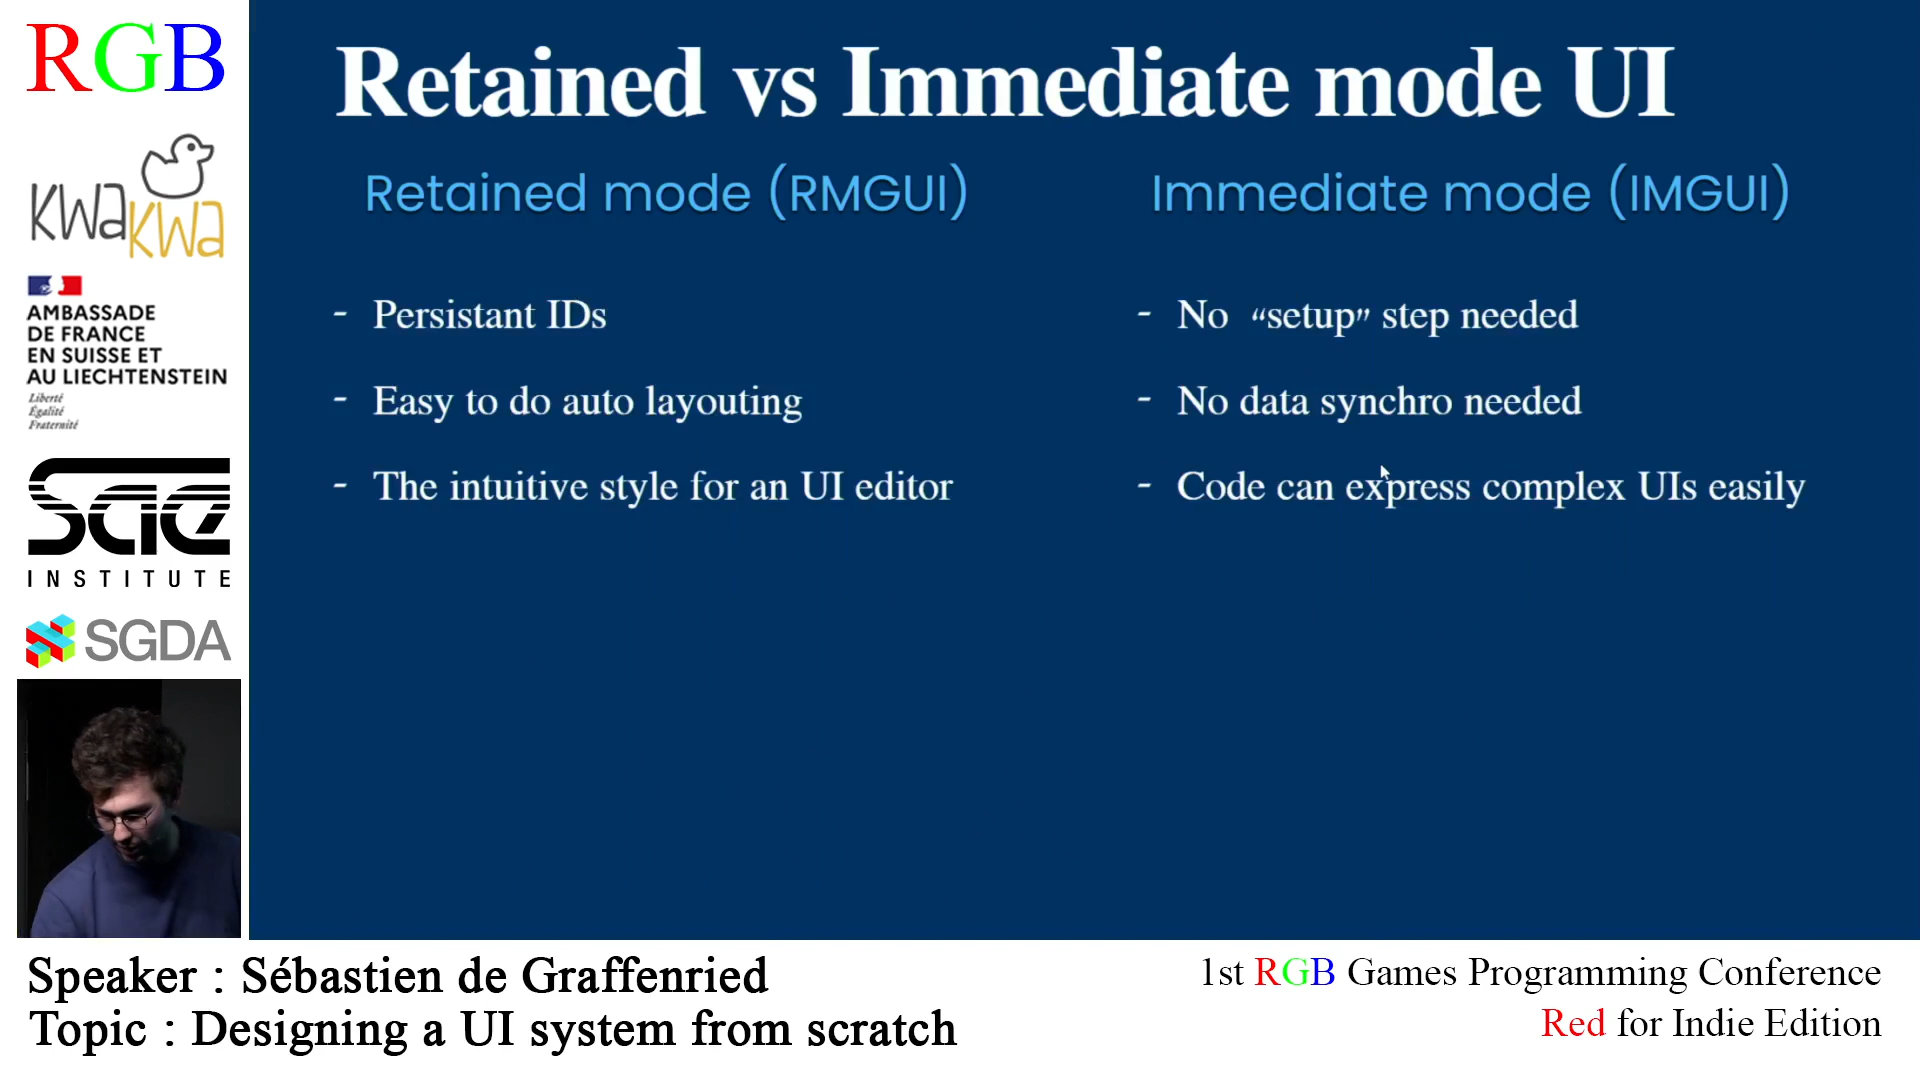 RGB
Retained vs Immediate mode UI
Retained mode (RMGUI)
- Persistant IDs
- Easy to do auto layouting
- The intuitive style for an UI editor
Immediate mode (IMGUI)
- No “setup” step needed
- No data synchro needed
- Code can express complex UIs easily
KWAKWA
AMBASSADE
DE FRANCE
EN SUISSE ET
AU LIECHTENSTEIN
Liberté
Égalité
Fraternité
sae
INSTITUTE
SGDA
Speaker : Sébastien de Graffenried
Topic : Designing a UI system from scratch
1st RGB Games Programming Conference
Red for Indie Edition